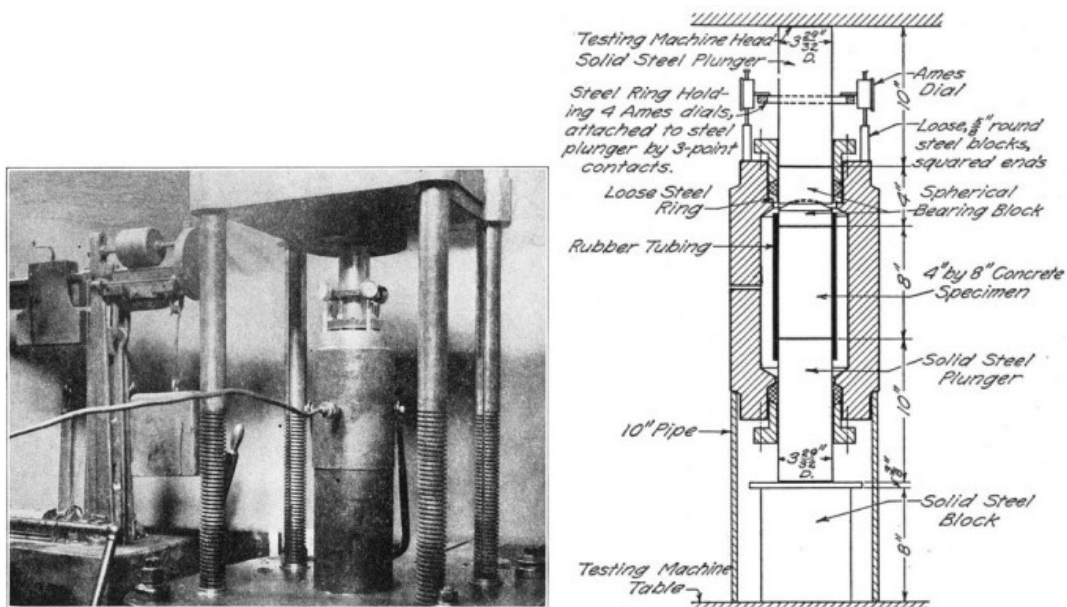 Testing Machine Head
Solid Steel Plunger
3 29/32"
D.
Steel Ring Hold-
ing 4 Ames dials,
attached to steel
plunger by 3-point
contacts.
Ames
Dial
10"
Loose, 5/8" round
steel blocks,
squared ends
Loose Steel
Ring
Spherical
Bearing Block
4"
Rubber Tubing
4" by 8" Concrete
Specimen
8"
Solid Steel
Plunger
10"
10" Pipe
3 29/32"
D.
Solid Steel
Block
8"
Testing Machine
Table